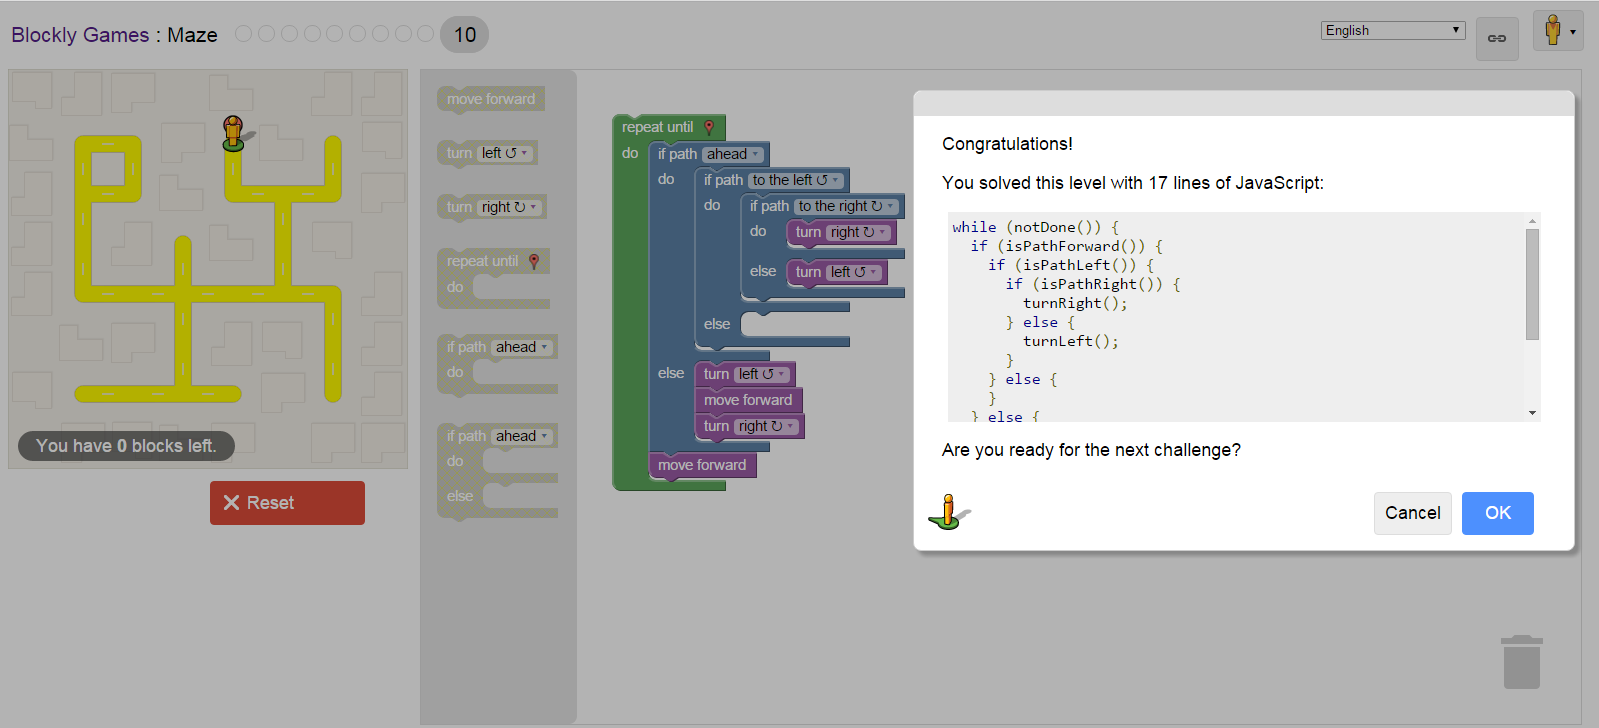 Blockly Games : Maze 10
English
You have 0 blocks left.
Reset
move forward
turn left ↺
turn right ↻
repeat until
do
if path ahead
do
if path ahead
do
else
repeat until
do if path ahead
do if path to the left ↺
do if path to the right ↻
do turn right ↻
else turn left ↺
else
else turn left ↺
move forward
turn right ↻
move forward
Congratulations!
You solved this level with 17 lines of JavaScript:
while (notDone()) {
if (isPathForward()) {
if (isPathLeft()) {
if (isPathRight()) {
turnRight();
} else {
turnLeft();
}
} else {
}
} else {
Are you ready for the next challenge?
Cancel OK